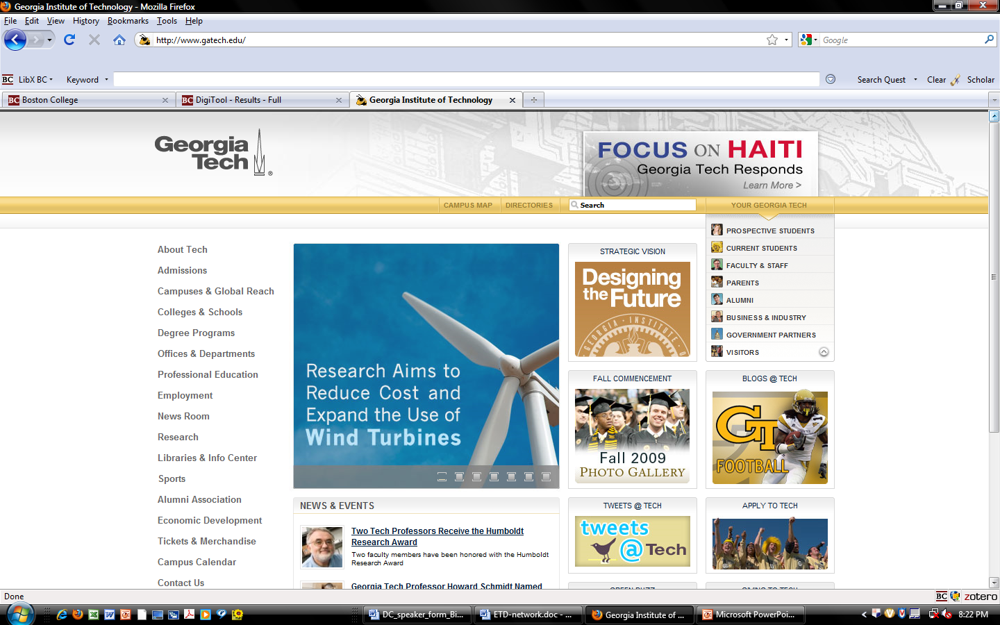 Georgia Institute of Technology - Mozilla Firefox
File Edit View History Bookmarks Tools Help
http://www.gatech.edu/
Google
BC LibX BC Keyword
Search Quest Clear Scholar
BC Boston College
BC DigiTool - Results - Full
Georgia Institute of Technology
Georgia
Tech
®
FOCUS ON HAITI
Georgia Tech Responds
Learn More >
CAMPUS MAP
DIRECTORIES
Search
YOUR GEORGIA TECH
PROSPECTIVE STUDENTS
CURRENT STUDENTS
FACULTY & STAFF
PARENTS
ALUMNI
BUSINESS & INDUSTRY
GOVERNMENT PARTNERS
VISITORS
About Tech
Admissions
Campuses & Global Reach
Colleges & Schools
Degree Programs
Offices & Departments
Professional Education
Employment
News Room
Research
Libraries & Info Center
Sports
Alumni Association
Economic Development
Tickets & Merchandise
Campus Calendar
Contact Us
Research Aims to
Reduce Cost and
Expand the Use of
Wind Turbines
STRATEGIC VISION
Designing
the Future
GEORGIA INSTITUTE
FALL COMMENCEMENT
Fall 2009
PHOTO GALLERY
BLOGS @ TECH
GT
FOOTBALL
NEWS & EVENTS
Two Tech Professors Receive the Humboldt
Research Award
Two faculty members have been honored with the Humboldt
Research Award
Georgia Tech Professor Howard Schmidt Named
TWEETS @ TECH
tweets
@Tech
APPLY TO TECH
GREEN BUZZ
GIVING TO TECH
Done
BC zotero
DC_speaker_form_Bi...
ETD-network.doc - ...
Georgia Institute of ...
Microsoft PowerPoi...
8:22 PM